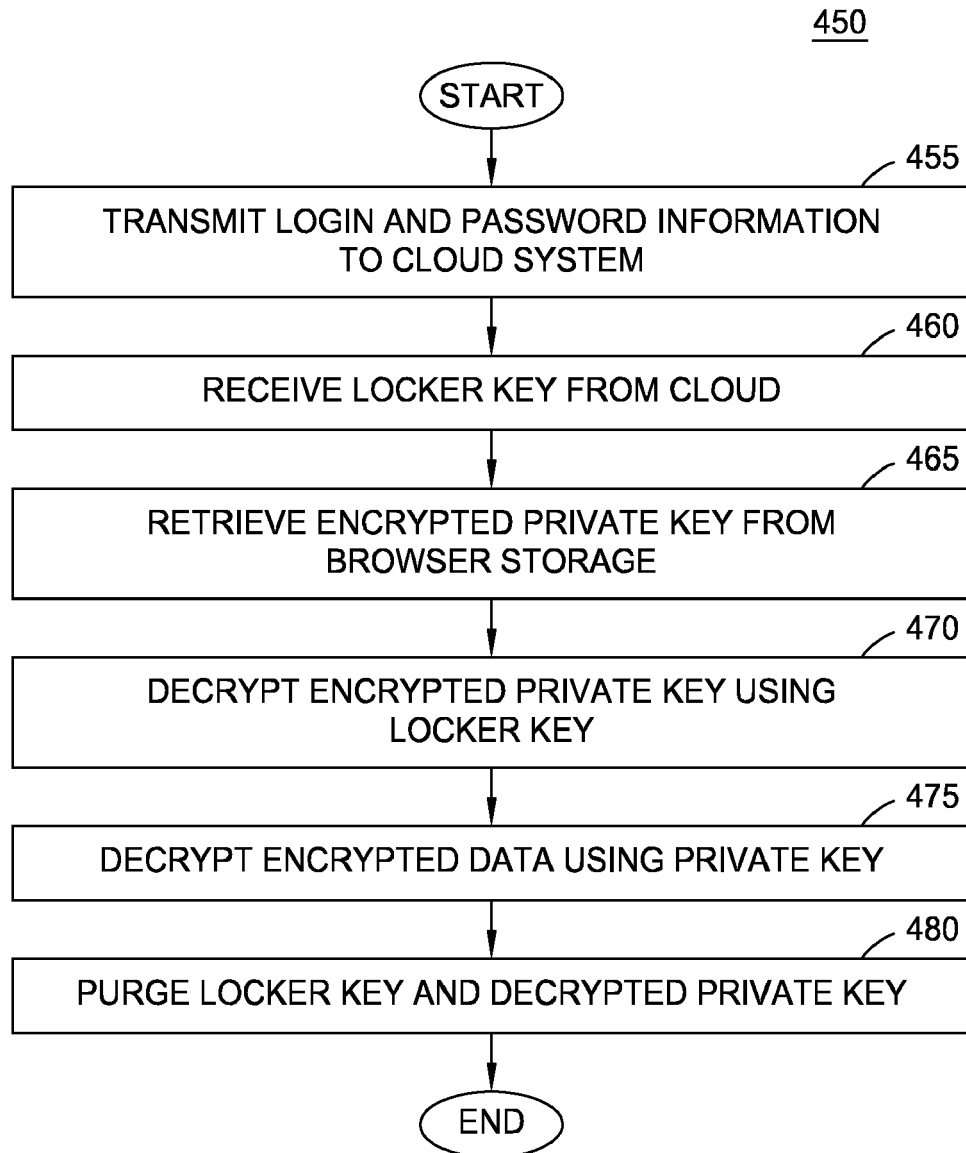 450
START
455
TRANSMIT LOGIN AND PASSWORD INFORMATION
TO CLOUD SYSTEM
460
RECEIVE LOCKER KEY FROM CLOUD
465
RETRIEVE ENCRYPTED PRIVATE KEY FROM
BROWSER STORAGE
470
DECRYPT ENCRYPTED PRIVATE KEY USING
LOCKER KEY
475
DECRYPT ENCRYPTED DATA USING PRIVATE KEY
480
PURGE LOCKER KEY AND DECRYPTED PRIVATE KEY
END